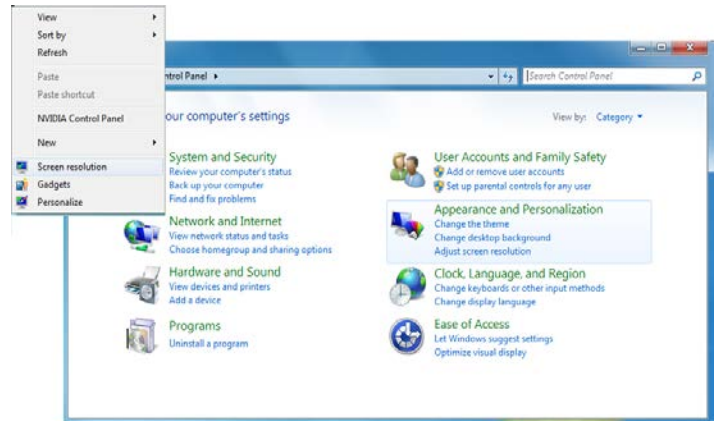 View
Sort by
Refresh
Paste
Paste shortcut
NVIDIA Control Panel
New
Screen resolution
Gadgets
Personalize
ntrol Panel
Search Control Panel
our computer's settings
View by: Category
System and Security
Review your computer's status
Back up your computer
Find and fix problems
Network and Internet
View network status and tasks
Choose homegroup and sharing options
Hardware and Sound
View devices and printers
Add a device
Programs
Uninstall a program
User Accounts and Family Safety
Add or remove user accounts
Set up parental controls for any user
Appearance and Personalization
Change the theme
Change desktop background
Adjust screen resolution
Clock, Language, and Region
Change keyboards or other input methods
Change display language
Ease of Access
Let Windows suggest settings
Optimize visual display